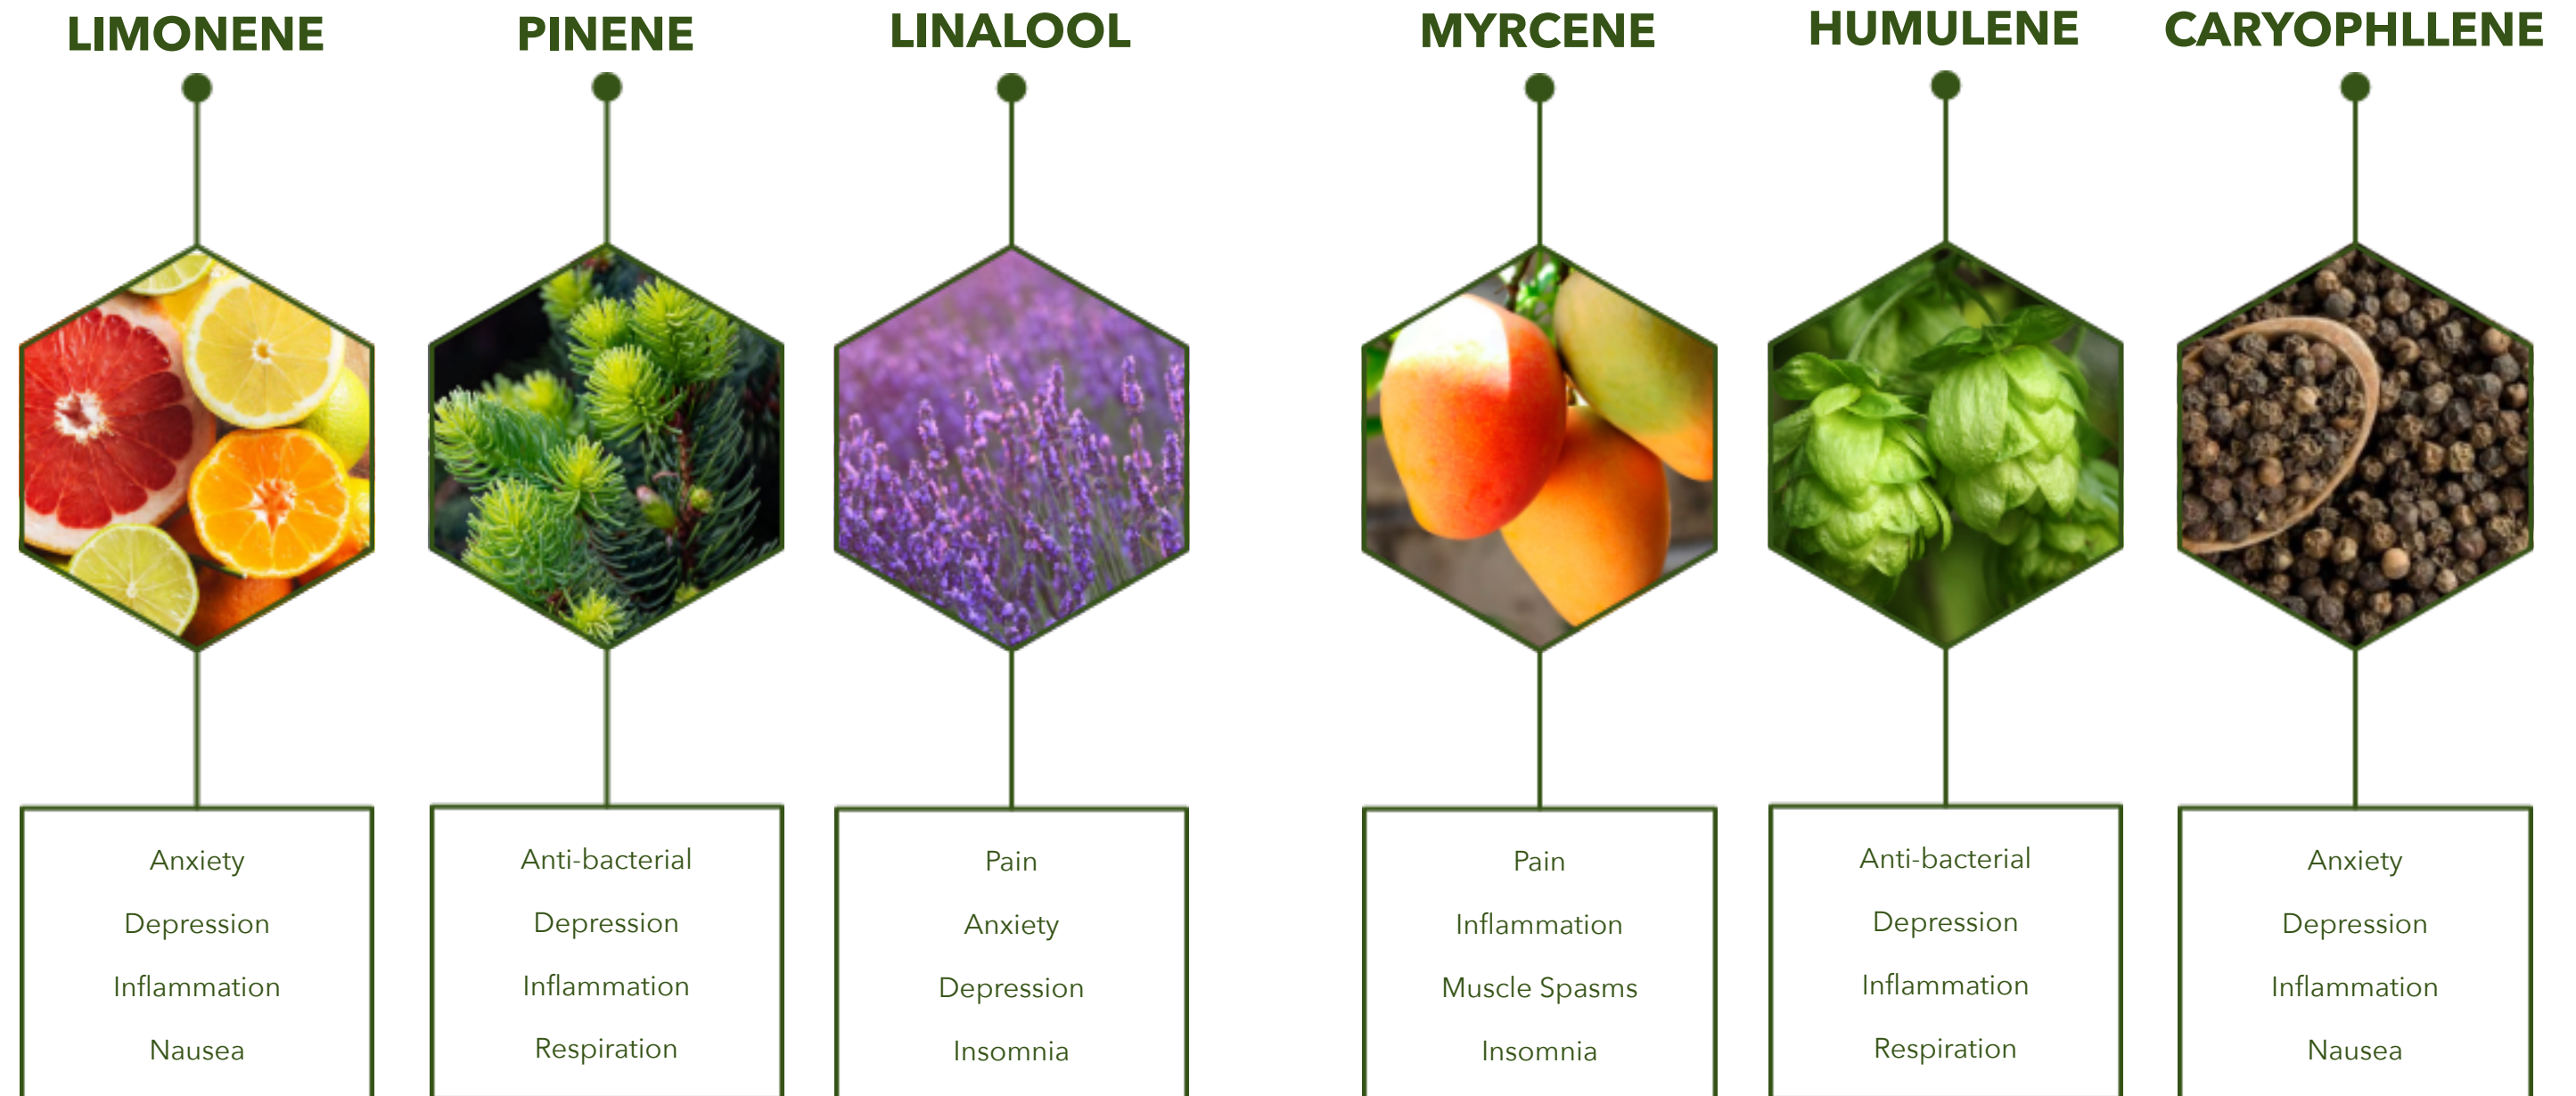 LIMONENE
PINENE
LINALOOL
MYRCENE
HUMULENE
CARYOPHLLENE
Anxiety
Depression
Inflammation
Nausea
Anti-bacterial
Depression
Inflammation
Respiration
Pain
Anxiety
Depression
Insomnia
Pain
Inflammation
Muscle Spasms
Insomnia
Anti-bacterial
Depression
Inflammation
Respiration
Anxiety
Depression
Inflammation
Nausea